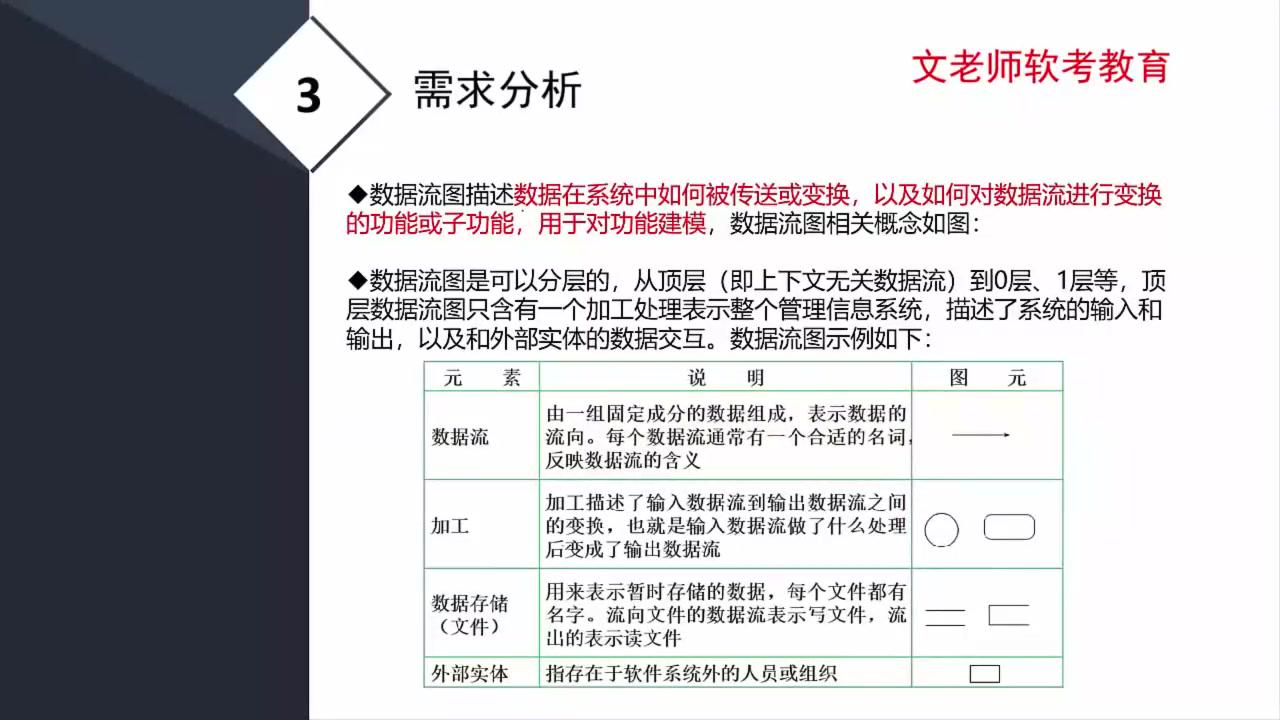 3
需求分析
文老师软考教育
◆数据流图描述数据在系统中如何被传送或变换，以及如何对数据流进行变换
的功能或子功能，用于对功能建模，数据流图相关概念如图：
◆数据流图是可以分层的，从顶层（即上下文无关数据流）到0层、1层等，顶
层数据流图只含有一个加工处理表示整个管理信息系统，描述了系统的输入和
输出，以及和外部实体的数据交互。数据流图示例如下：
元 素 说 明 图 元
数据流
由一组固定成分的数据组成，表示数据的
流向。每个数据流通常有一个合适的名词，
反映数据流的含义
加工
加工描述了输入数据流到输出数据流之间
的变换，也就是输入数据流做了什么处理
后变成了输出数据流
数据存储
（文件）
用来表示暂时存储的数据，每个文件都有
名字。流向文件的数据流表示写文件，流
出的表示读文件
外部实体 指存在于软件系统外的人员或组织